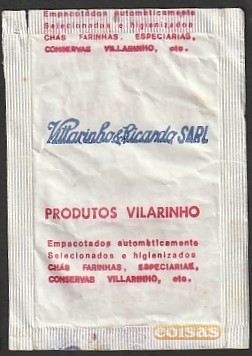 Empacotados automàticamente
Selecionados e higienizados
CHÁS FARINHAS, ESPECIARIAS,
CONSERVAS VILLARINHO, etc.
Villarinho & Ricardo SARL
PRODUTOS VILARINHO
Empacotados automàticamente
Selecionados e higienizados
CHÁS FARINHAS, ESPECIARIAS,
CONSERVAS VILLARINHO, etc.
coisas